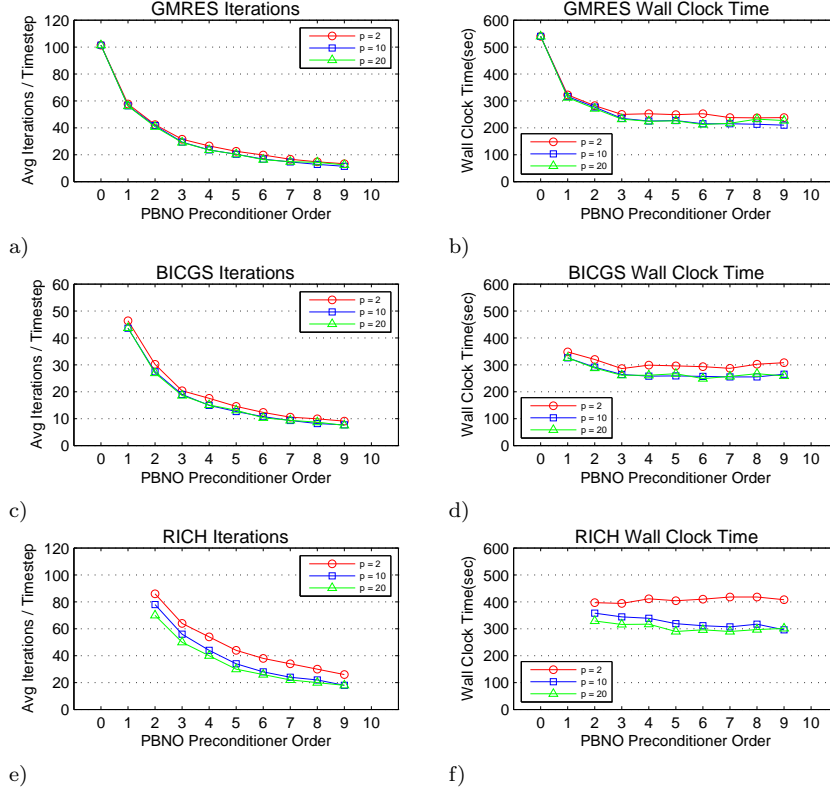 GMRES Iterations
120
100
80
60
40
20
0
Avg Iterations / Timestep
p = 2
p = 10
p = 20
0 1 2 3 4 5 6 7 8 9 10
PBNO Preconditioner Order
a)
GMRES Wall Clock Time
600
500
400
300
200
100
0
Wall Clock Time(sec)
p = 2
p = 10
p = 20
0 1 2 3 4 5 6 7 8 9 10
PBNO Preconditioner Order
b)
BICGS Iterations
60
50
40
30
20
10
0
Avg Iterations / Timestep
p = 2
p = 10
p = 20
0 1 2 3 4 5 6 7 8 9 10
PBNO Preconditioner Order
c)
BICGS Wall Clock Time
600
500
400
300
200
100
0
Wall Clock Time(sec)
p = 2
p = 10
p = 20
0 1 2 3 4 5 6 7 8 9 10
PBNO Preconditioner Order
d)
RICH Iterations
120
100
80
60
40
20
0
Avg Iterations / Timestep
p = 2
p = 10
p = 20
0 1 2 3 4 5 6 7 8 9 10
PBNO Preconditioner Order
e)
RICH Wall Clock Time
600
500
400
300
200
100
0
Wall Clock Time(sec)
p = 2
p = 10
p = 20
0 1 2 3 4 5 6 7 8 9 10
PBNO Preconditioner Order
f)